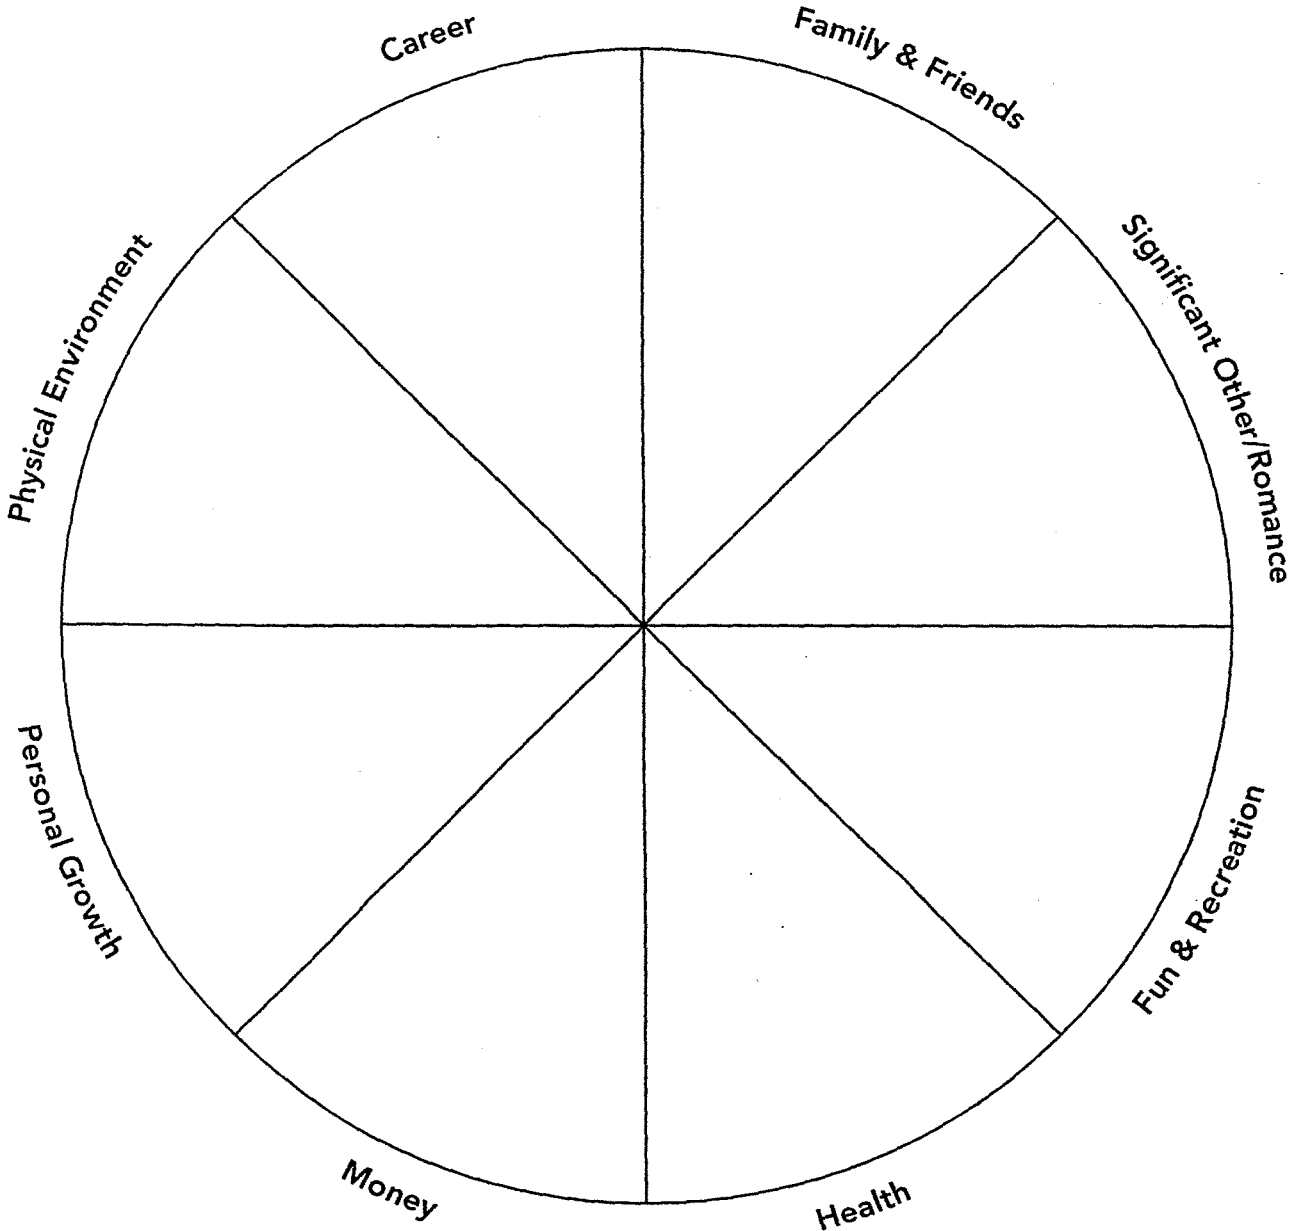 Career
Family & Friends
Significant Other/Romance
Fun & Recreation
Health
Money
Personal Growth
Physical Environment